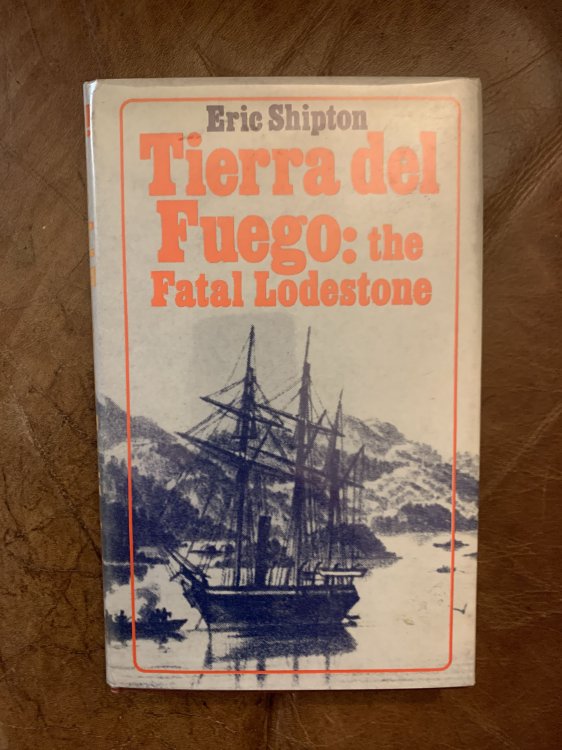 Eric Shipton
Tierra del
Fuego: the
Fatal Lodestone